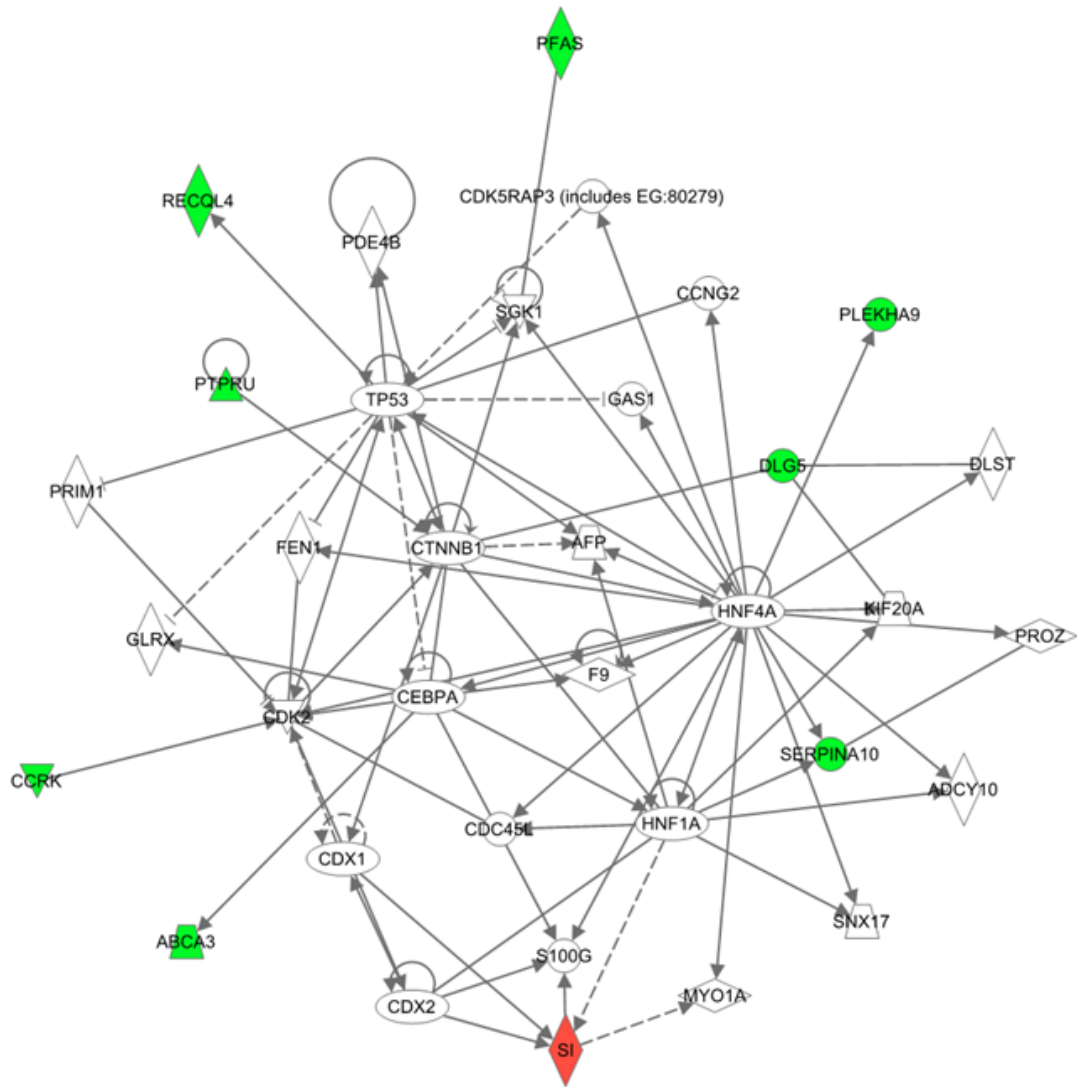 PFAS
CDK5RAP3 (includes EG:80279)
RECQL4
PDE4B
CCNG2
SGK1
PLEKHA9
PTPRU
TP53
GAS1
DLG5
DLST
PRIM1
FEN1
CTNNB1
AFP
HNF4A
KIF20A
PROZ
GLRX
F9
CEBPA
CDK2
SERPINA10
CCRK
ADCY10
HNF1A
CDC45L
CDX1
SNX17
ABCA3
S100G
MYO1A
CDX2
SI